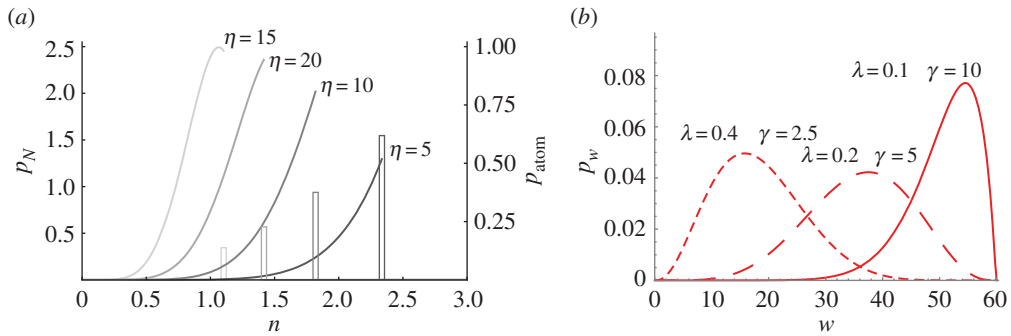 (a)
2.5
2.0
1.5
1.0
0.5
p_N
0 0.5 1.0 1.5 2.0 2.5 3.0
n
1.00
0.75
0.50
0.25
p_atom
η = 15
η = 20
η = 10
η = 5
(b)
0.08
0.06
0.04
0.02
0
p_w
0 10 20 30 40 50 60
w
λ = 0.1 γ = 10
λ = 0.4 γ = 2.5
λ = 0.2 γ = 5